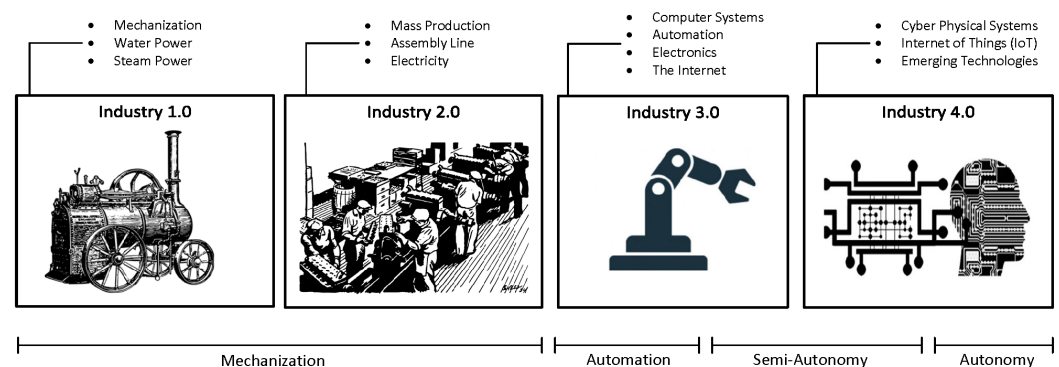 • Mechanization
• Water Power
• Steam Power
• Mass Production
• Assembly Line
• Electricity
• Computer Systems
• Automation
• Electronics
• The Internet
• Cyber Physical Systems
• Internet of Things (IoT)
• Emerging Technologies
Industry 1.0
Industry 2.0
Industry 3.0
Industry 4.0
Mechanization
Automation
Semi-Autonomy
Autonomy